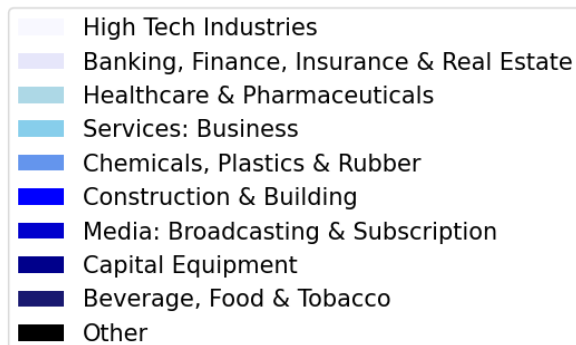 High Tech Industries
Banking, Finance, Insurance & Real Estate
Healthcare & Pharmaceuticals
Services: Business
Chemicals, Plastics & Rubber
Construction & Building
Media: Broadcasting & Subscription
Capital Equipment
Beverage, Food & Tobacco
Other